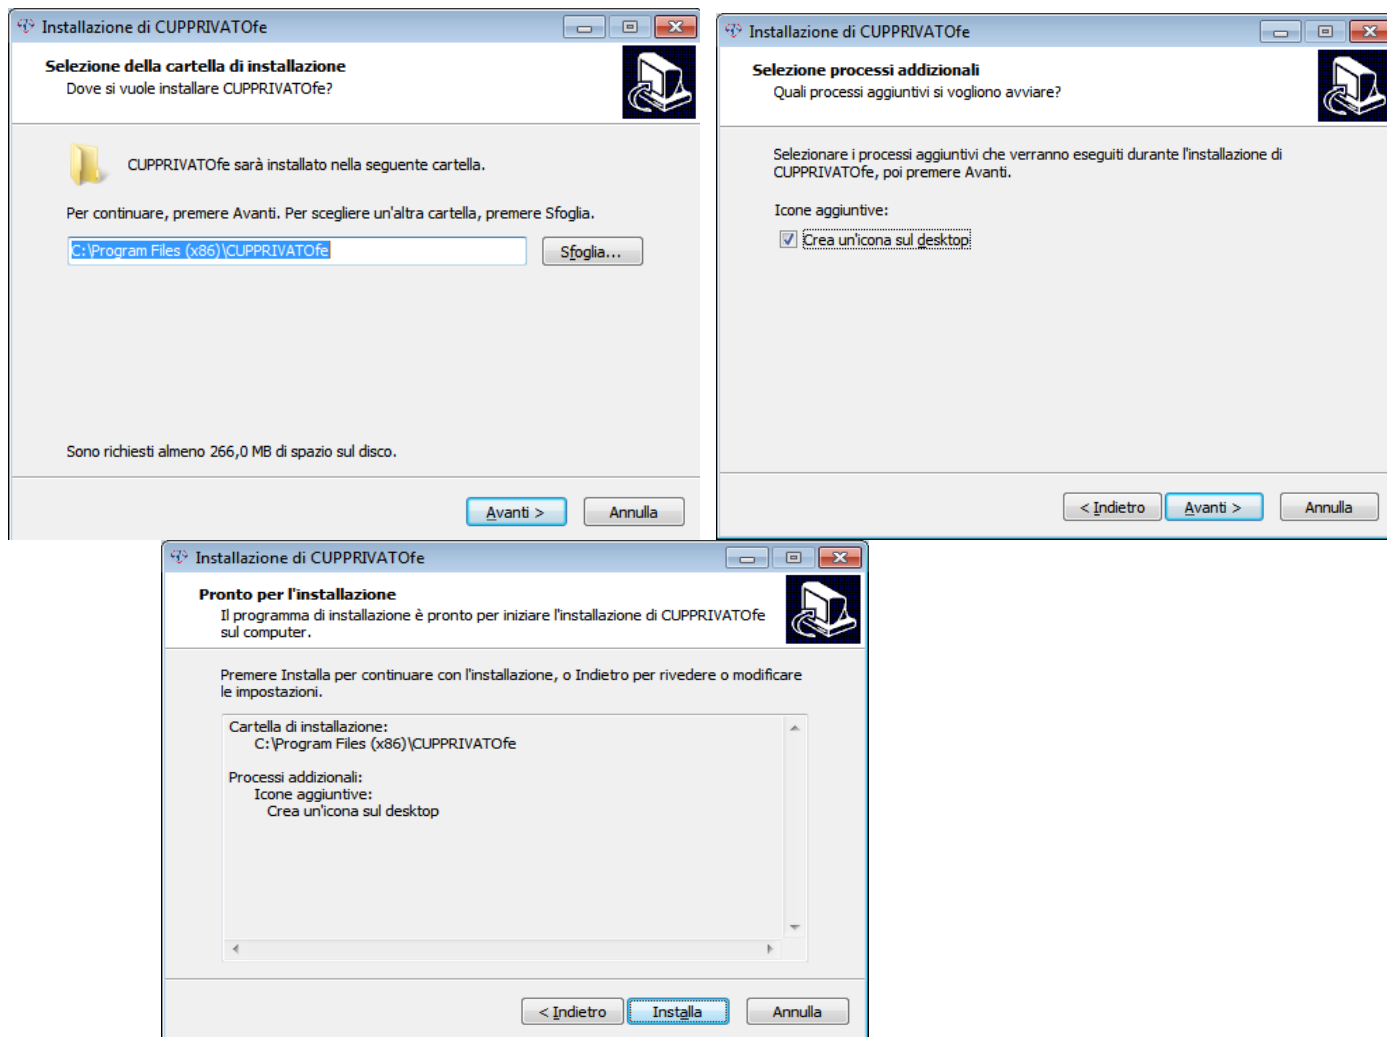 Installazione di CUPPRIVATOfe
Selezione della cartella di installazione
Dove si vuole installare CUPPRIVATOfe?
CUPPRIVATOfe sarà installato nella seguente cartella.
Per continuare, premere Avanti. Per scegliere un'altra cartella, premere Sfoglia.
C:\Program Files (x86)\CUPPRIVATOfe
Sfoglia...
Sono richiesti almeno 266,0 MB di spazio sul disco.
Avanti >
Annulla
Installazione di CUPPRIVATOfe
Selezione processi addizionali
Quali processi aggiuntivi si vogliono avviare?
Selezionare i processi aggiuntivi che verranno eseguiti durante l'installazione di
CUPPRIVATOfe, poi premere Avanti.
Icone aggiuntive:
Crea un'icona sul desktop
< Indietro
Avanti >
Annulla
Installazione di CUPPRIVATOfe
Pronto per l'installazione
Il programma di installazione è pronto per iniziare l'installazione di CUPPRIVATOfe
sul computer.
Premere Installa per continuare con l'installazione, o Indietro per rivedere o modificare
le impostazioni.
Cartella di installazione:
C:\Program Files (x86)\CUPPRIVATOfe
Processi addizionali:
Icone aggiuntive:
Crea un'icona sul desktop
< Indietro
Installa
Annulla